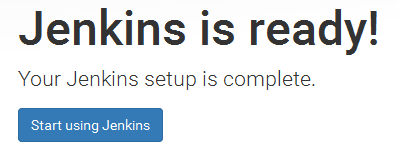 Jenkins is ready!
Your Jenkins setup is complete.
Start using Jenkins